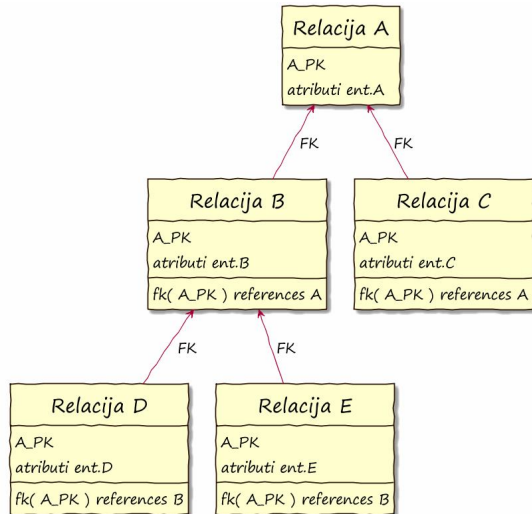 Relacija A
A_PK
atributi ent.A
FK
FK
Relacija B
A_PK
atributi ent.B
fk( A_PK ) references A
Relacija C
A_PK
atributi ent.C
fk( A_PK ) references A
FK
FK
Relacija D
A_PK
atributi ent.D
fk( A_PK ) references B
Relacija E
A_PK
atributi ent.E
fk( A_PK ) references B